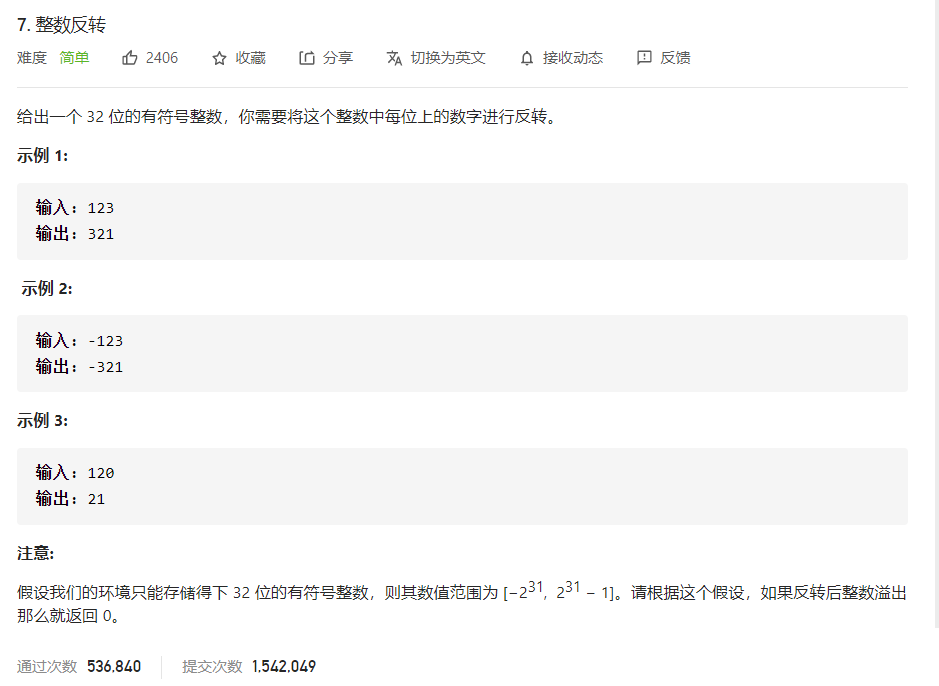 7. 整数反转
难度 简单 2406 收藏 分享 切换为英文 接收动态 反馈
给出一个 32 位的有符号整数，你需要将这个整数中每位上的数字进行反转。
示例 1:
输入: 123
输出: 321
示例 2:
输入: -123
输出: -321
示例 3:
输入: 120
输出: 21
注意:
假设我们的环境只能存储得下 32 位的有符号整数，则其数值范围为 [−2³¹, 2³¹ − 1]。请根据这个假设，如果反转后整数溢出
那么就返回 0。
通过次数 536,840 提交次数 1,542,049